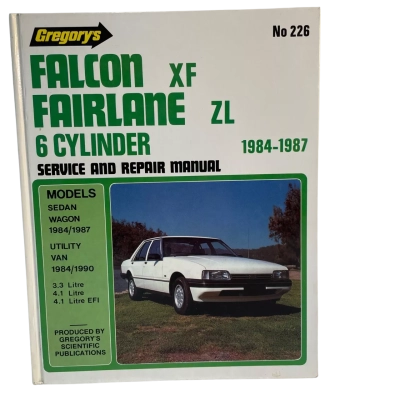 Gregory's
No 226
FALCON XF
FAIRLANE ZL
6 CYLINDER 1984-1987
SERVICE AND REPAIR MANUAL
MODELS
SEDAN
WAGON
1984/1987
UTILITY
VAN
1984/1990
3.3 Litre
4.1 Litre
4.1 Litre EFI
PRODUCED BY
GREGORY'S
SCIENTIFIC
PUBLICATIONS